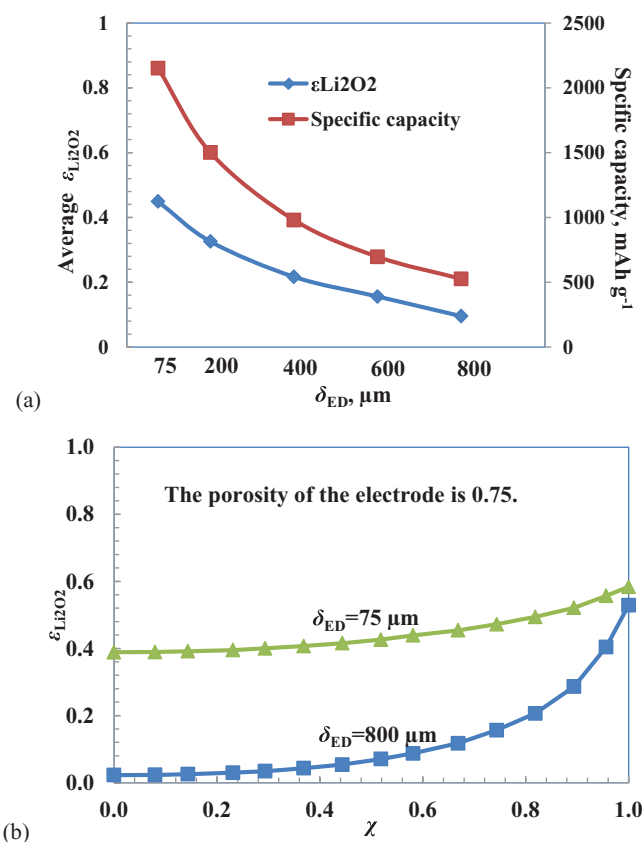 1
2500
0.8
2000
εLi2O2
Specific capacity
0.6
1500
0.4
1000
0.2
500
0
0
Average εLi2O2
Spcific capacity, mAh g-1
75
200
400
600
800
δED, µm
(a)
1.0
The porosity of the electrode is 0.75.
0.8
0.6
δED=75 µm
0.4
0.2
δED=800 µm
0.0
εLi2O2
0.0
0.2
0.4
0.6
0.8
1.0
χ
(b)